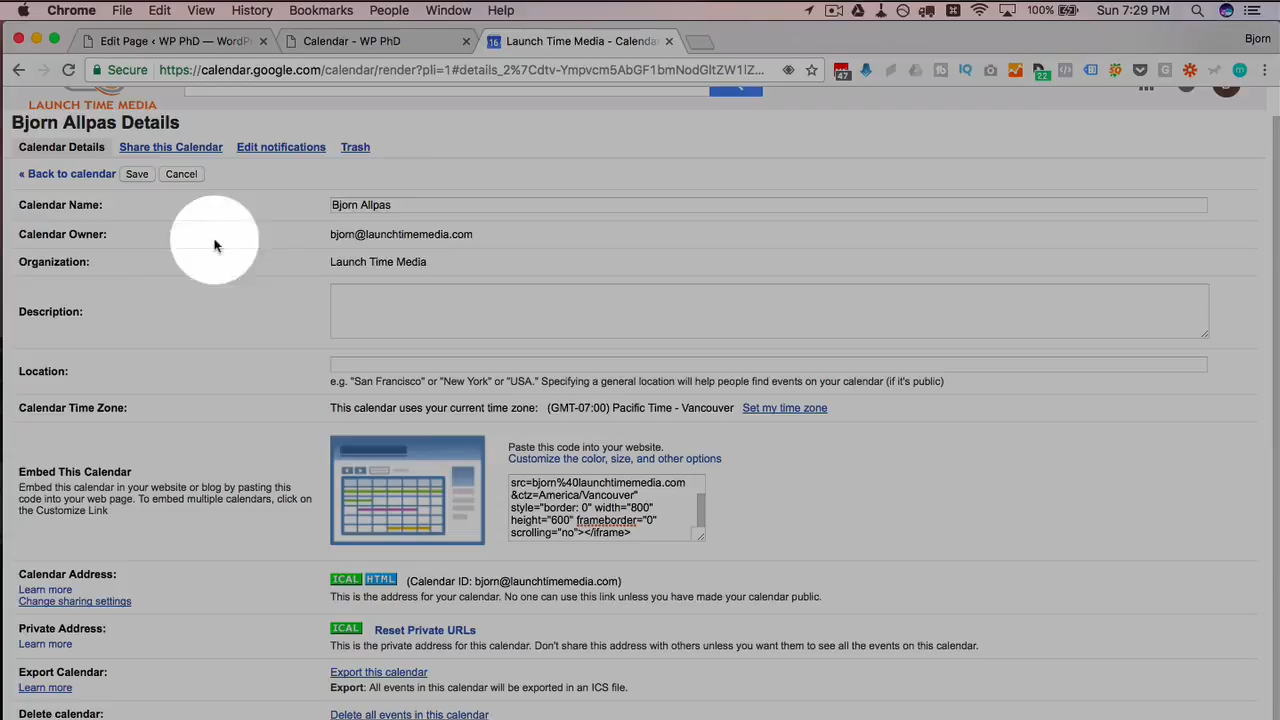 Chrome File Edit View History Bookmarks People Window Help 100% Sun 7:29 PM
Edit Page ‹ WP PhD — WordPr Calendar - WP PhD 16 Launch Time Media - Calenda Bjorn
Secure https://calendar.google.com/calendar/render?pli=1#details_2%7Cdtv-Ympvcm5AbGF1bmNodGltZW1lZ... 47 22
LAUNCH TIME MEDIA
Bjorn Allpas Details
Calendar Details Share this Calendar Edit notifications Trash
« Back to calendar Save Cancel
Calendar Name: Bjorn Allpas
Calendar Owner: bjorn@launchtimemedia.com
Organization: Launch Time Media
Description:
Location:
e.g. "San Francisco" or "New York" or "USA." Specifying a general location will help people find events on your calendar (if it's public)
Calendar Time Zone: This calendar uses your current time zone: (GMT-07:00) Pacific Time - Vancouver Set my time zone
Embed This Calendar
Embed this calendar in your website or blog by pasting this
code into your web page. To embed multiple calendars, click on
the Customize Link
Paste this code into your website.
Customize the color, size, and other options
src=bjorn%40launchtimemedia.com
&ctz=America/Vancouver"
style="border: 0" width="800"
height="600" frameborder="0"
scrolling="no"></iframe>
Calendar Address: ICAL HTML (Calendar ID: bjorn@launchtimemedia.com)
Learn more
Change sharing settings
This is the address for your calendar. No one can use this link unless you have made your calendar public.
Private Address: ICAL Reset Private URLs
Learn more This is the private address for this calendar. Don't share this address with others unless you want them to see all the events on this calendar.
Export Calendar: Export this calendar
Learn more Export: All events in this calendar will be exported in an ICS file.
Delete calendar: Delete all events in this calendar